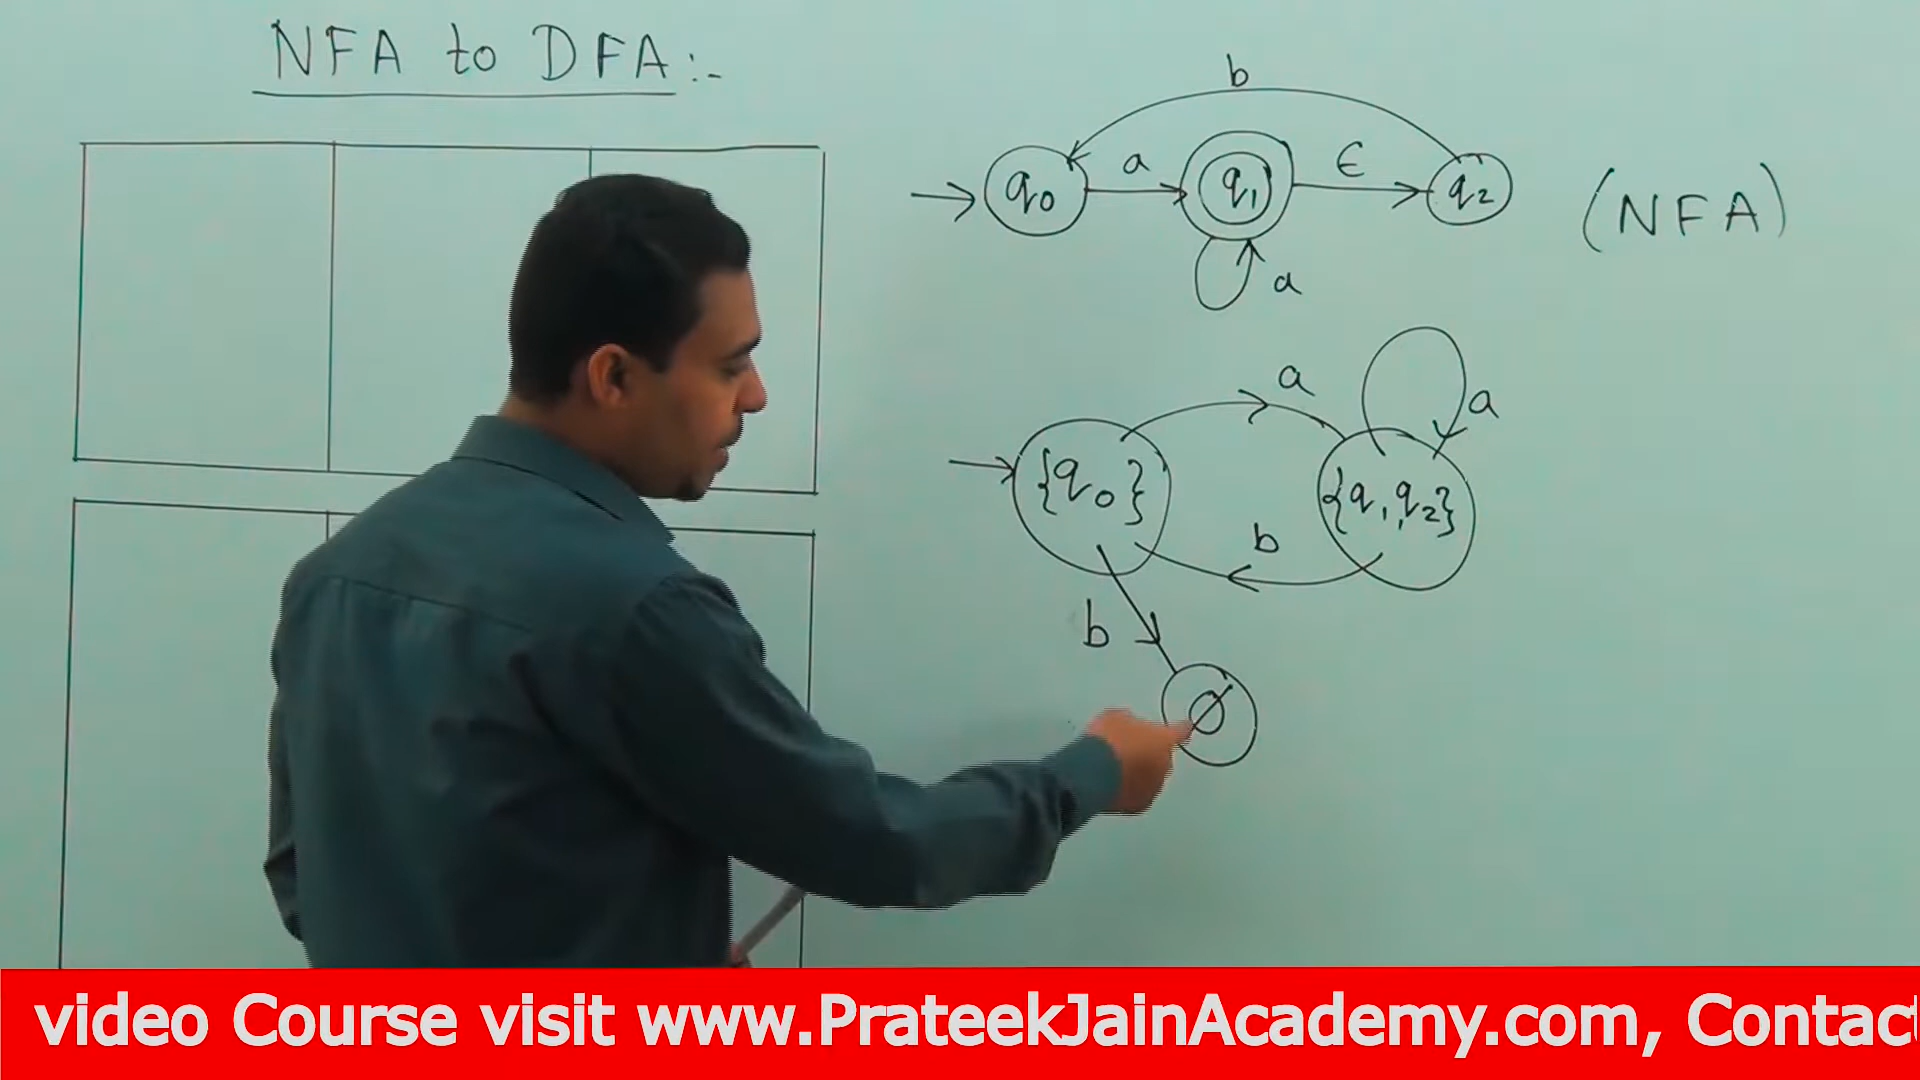 NFA to DFA :-
b
q0
a
q1
ϵ
q2
(NFA)
a
a
a
{q0}
{q1,q2}
b
b
ø
video Course visit www.PrateekJainAcademy.com, Contact